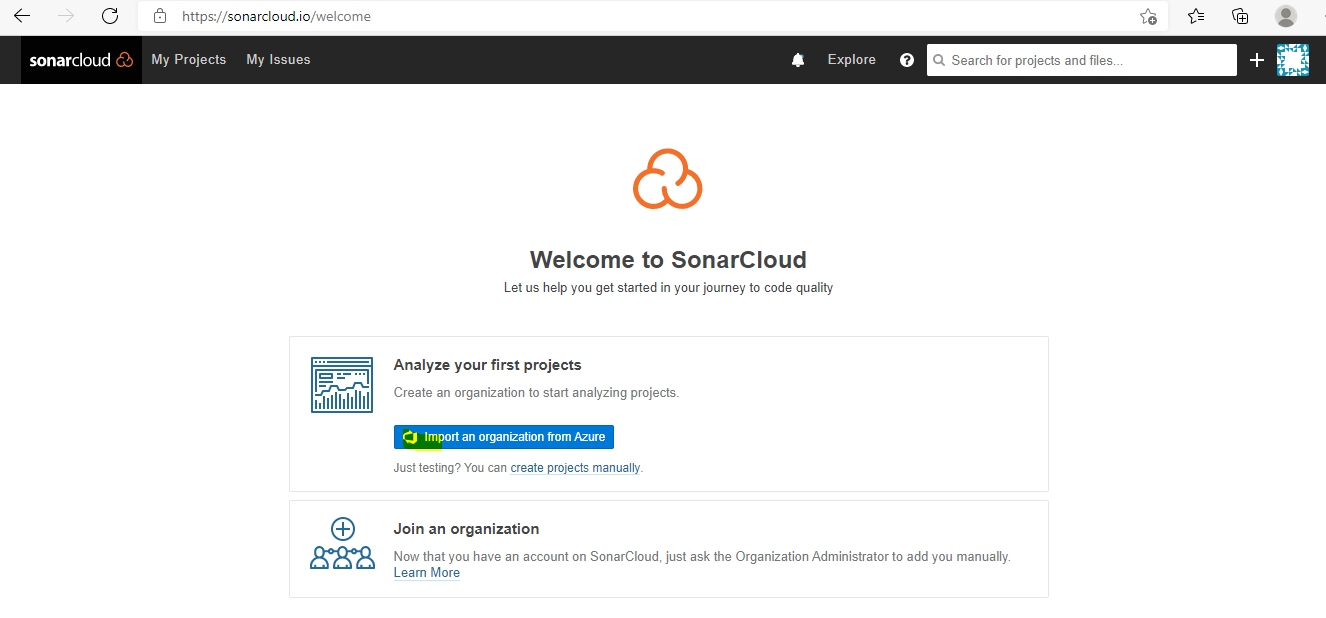 https://sonarcloud.io/welcome
sonarcloud My Projects My Issues Explore ? Search for projects and files... +
Welcome to SonarCloud
Let us help you get started in your journey to code quality
Analyze your first projects
Create an organization to start analyzing projects.
Import an organization from Azure
Just testing? You can create projects manually.
Join an organization
Now that you have an account on SonarCloud, just ask the Organization Administrator to add you manually.
Learn More